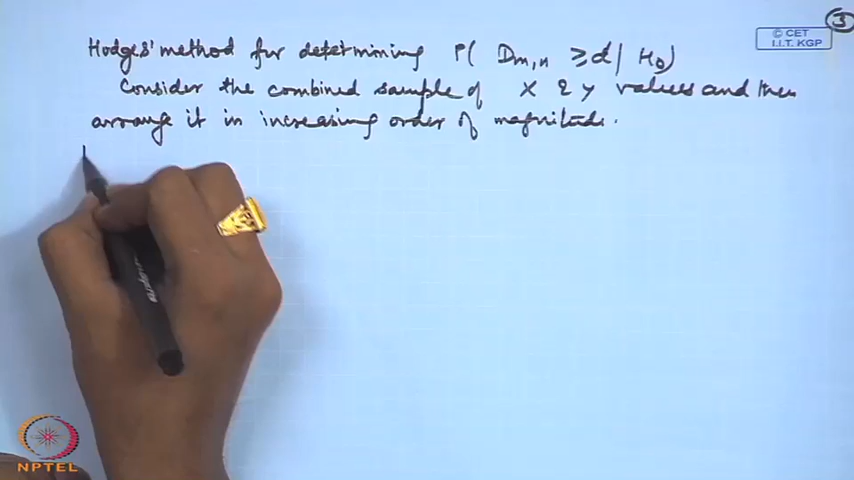 ③
© CET
I.I.T. KGP
Hodges' method for determining P( Dm,n ≥ d | H0)
Consider the combined sample of X & Y values and then
arrange it in increasing order of magnitude.
NPTEL